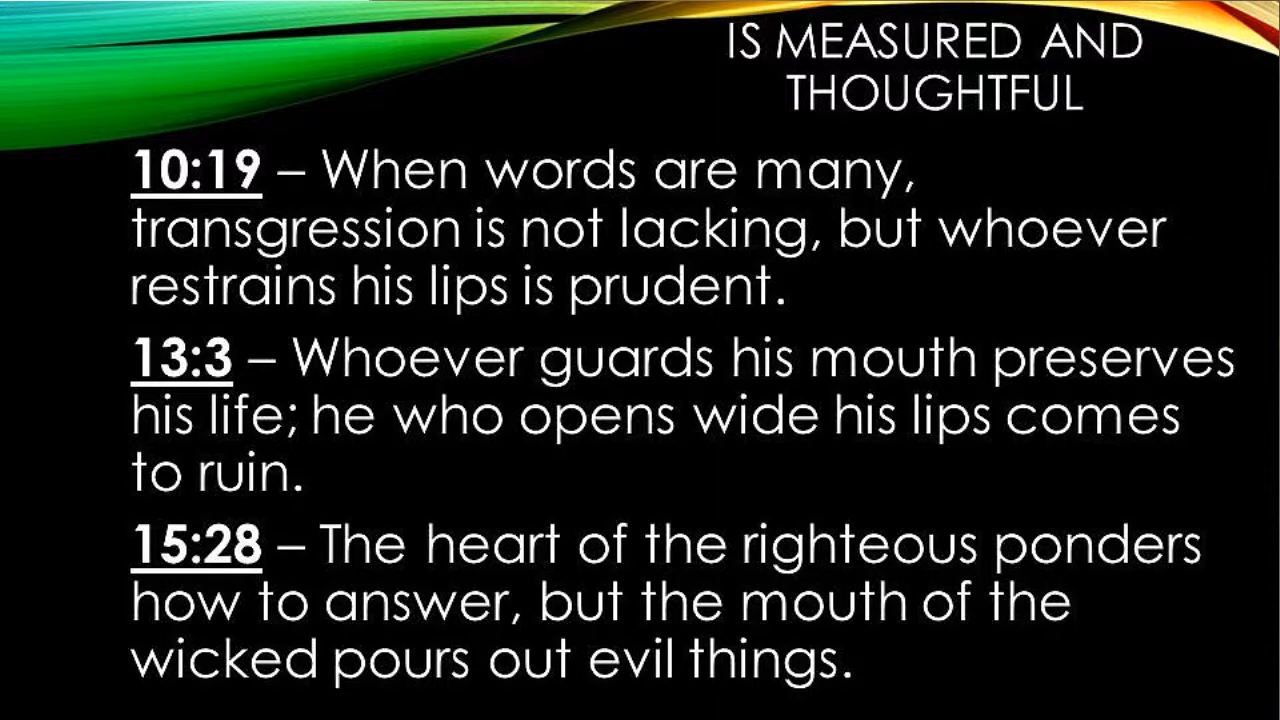 IS MEASURED AND
THOUGHTFUL
10:19 – When words are many,
transgression is not lacking, but whoever
restrains his lips is prudent.
13:3 – Whoever guards his mouth preserves
his life; he who opens wide his lips comes
to ruin.
15:28 – The heart of the righteous ponders
how to answer, but the mouth of the
wicked pours out evil things.